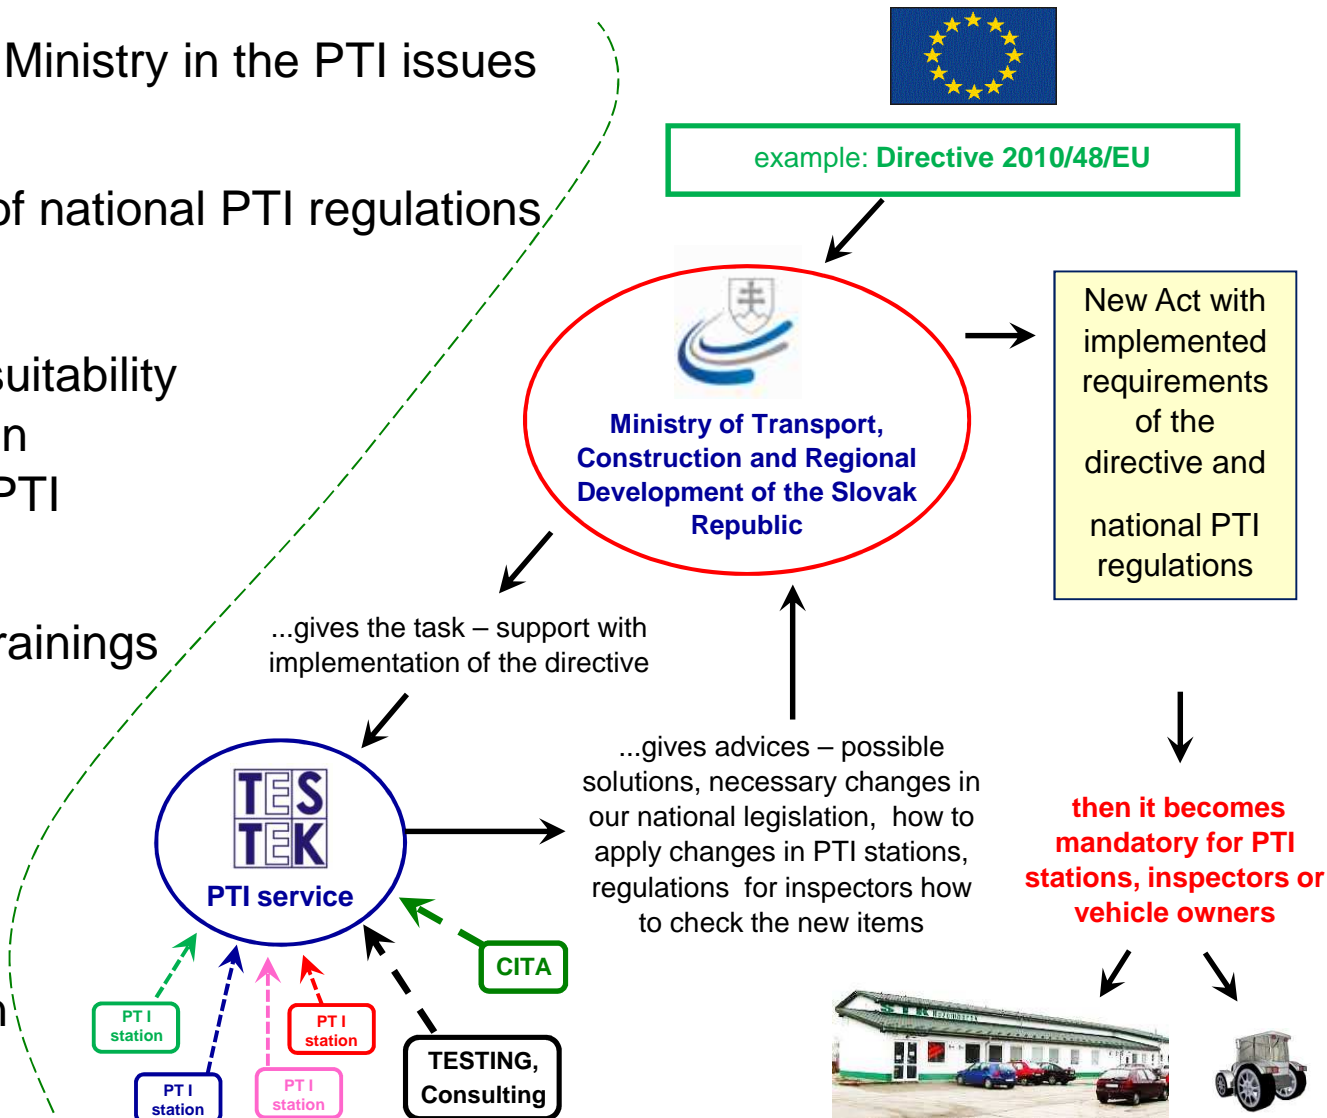 Ministry in the PTI issues
of national PTI regulations
suitability
n
PTI
rainings
n
example: Directive 2010/48/EU
Ministry of Transport,
Construction and Regional
Development of the Slovak
Republic
New Act with
implemented
requirements
of the
directive and
national PTI
regulations
...gives the task – support with
implementation of the directive
TES
TEK
PTI service
...gives advices – possible
solutions, necessary changes in
our national legislation, how to
apply changes in PTI stations,
regulations for inspectors how
to check the new items
then it becomes
mandatory for PTI
stations, inspectors or
vehicle owners
CITA
PT I
station
PT I
station
PT I
station
PT I
station
TESTING,
Consulting
STK